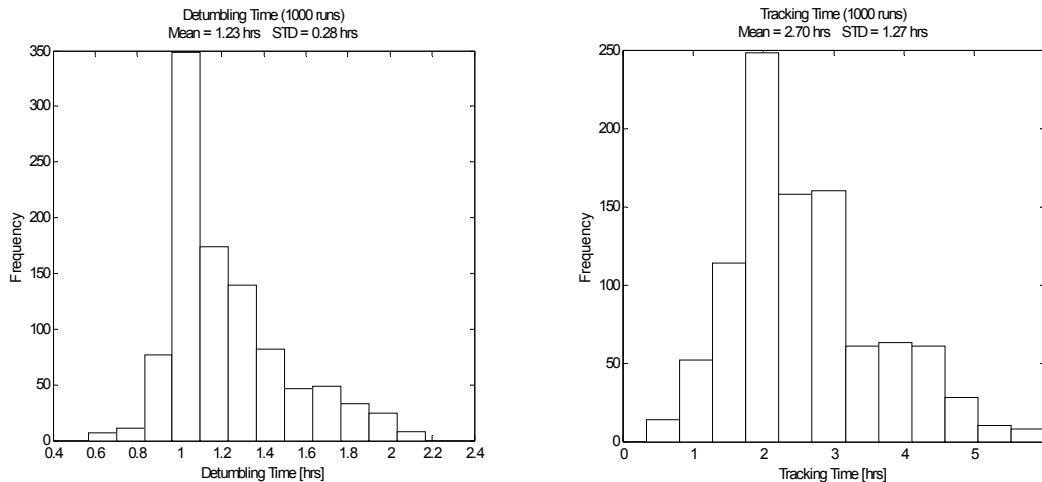 Detumbling Time (1000 runs)
Mean = 1.23 hrs STD = 0.28 hrs
350
300
250
200
150
100
50
0
Frequency
0.4 0.6 0.8 1 1.2 1.4 1.6 1.8 2 2.2 2.4
Detumbling Time [hrs]
Tracking Time (1000 runs)
Mean = 2.70 hrs STD = 1.27 hrs
250
200
150
100
50
0
Frequency
0 1 2 3 4 5
Tracking Time [hrs]